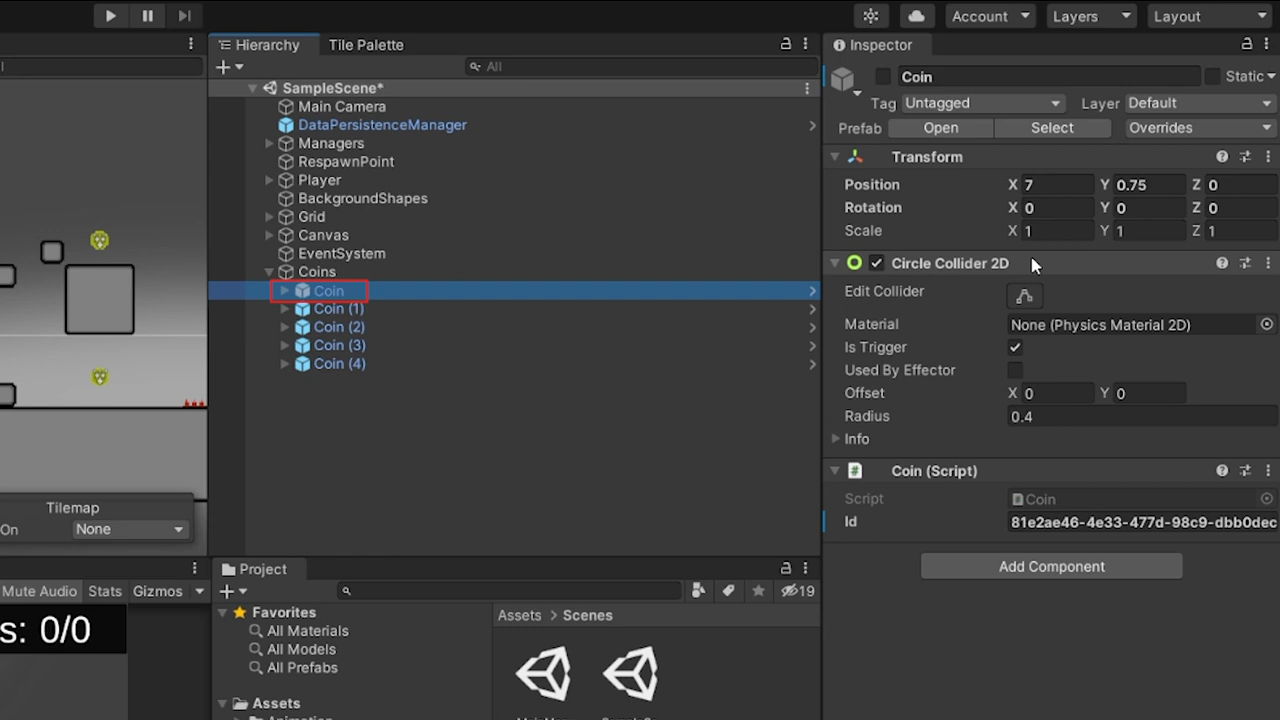 Account
Layers
Layout
Hierarchy
Tile Palette
All
SampleScene*
Main Camera
DataPersistenceManager
Managers
RespawnPoint
Player
BackgroundShapes
Grid
Canvas
EventSystem
Coins
Coin
Coin (1)
Coin (2)
Coin (3)
Coin (4)
Inspector
Coin
Static
Tag Untagged Layer Default
Prefab Open Select Overrides
Transform
Position X 7 Y 0.75 Z 0
Rotation X 0 Y 0 Z 0
Scale X 1 Y 1 Z 1
Circle Collider 2D
Edit Collider
Material None (Physics Material 2D)
Is Trigger
Used By Effector
Offset X 0 Y 0
Radius 0.4
Info
Coin (Script)
Script Coin
Id 81e2ae46-4e33-477d-98c9-dbb0dec
Add Component
Tilemap
On None
Mute Audio Stats Gizmos
s: 0/0
Project
19
Favorites
All Materials
All Models
All Prefabs
Assets
Assets > Scenes